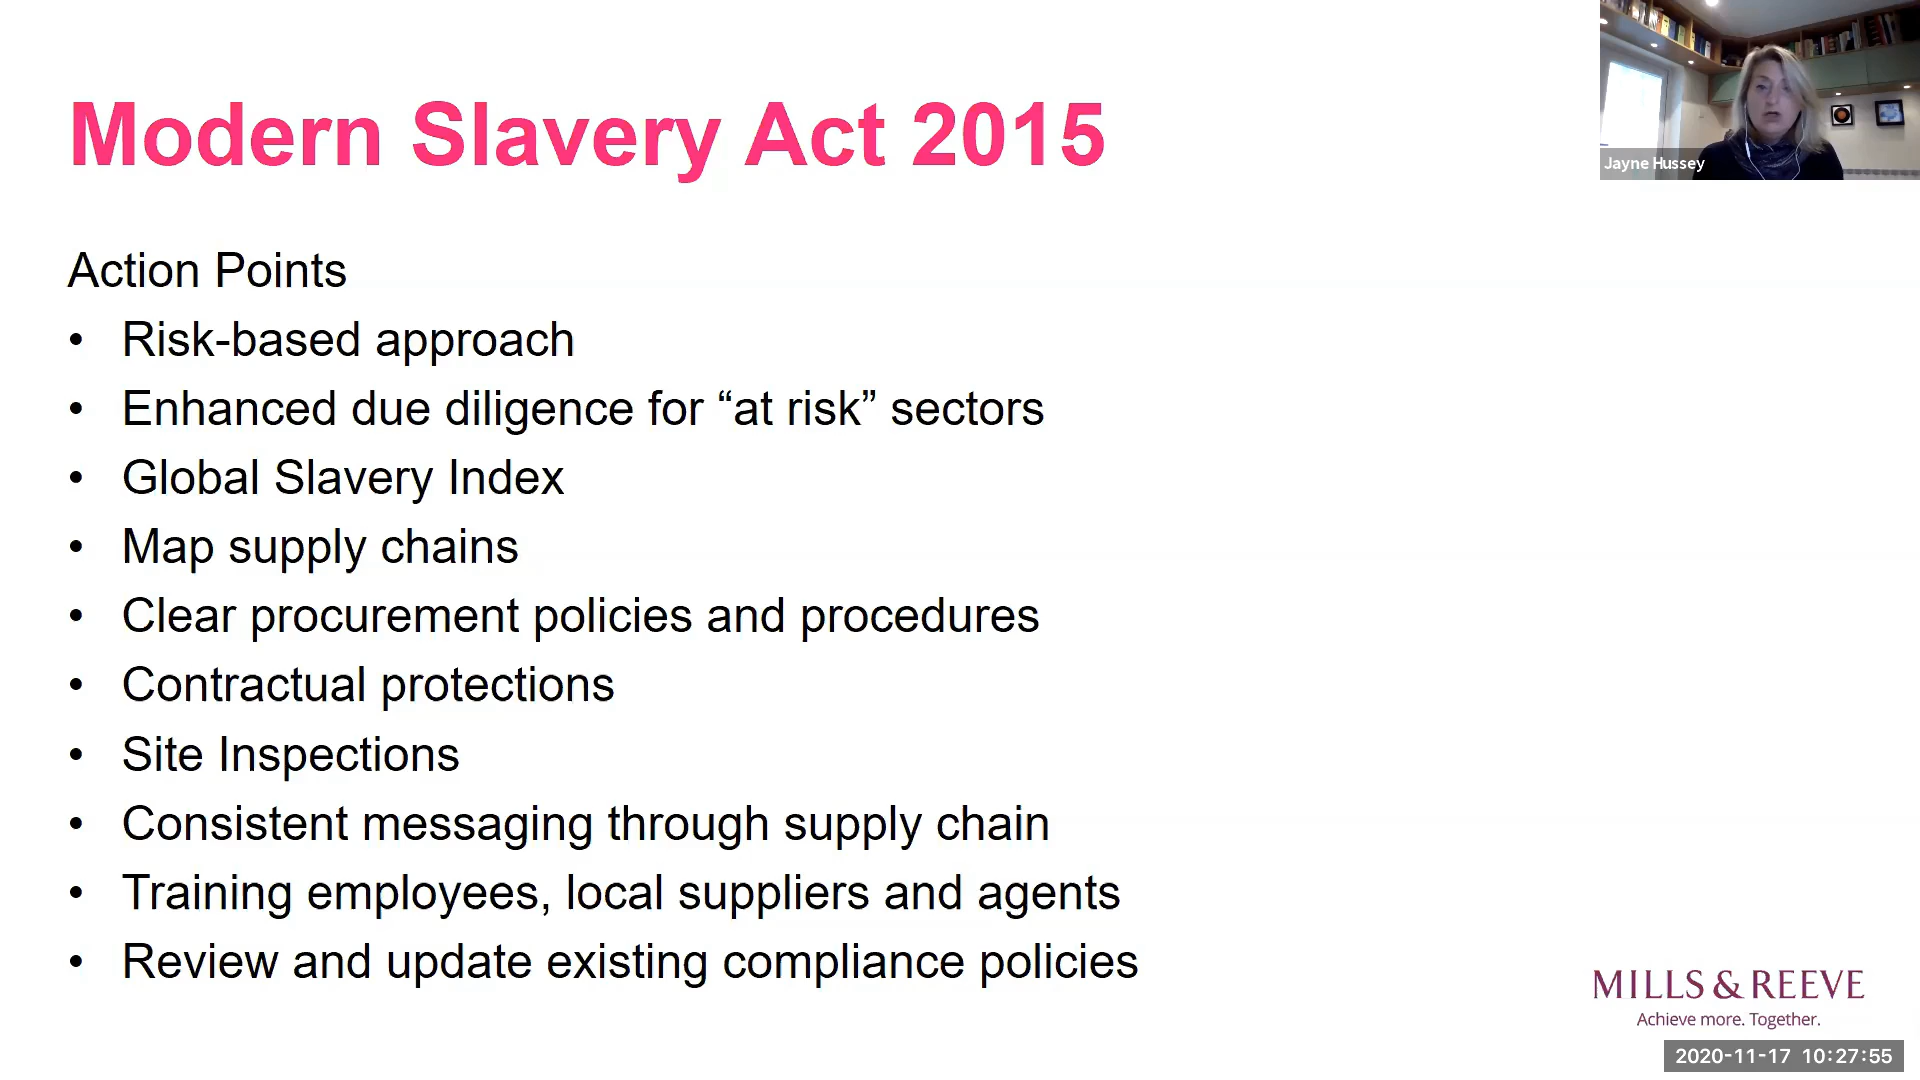 Modern Slavery Act 2015
Jayne Hussey
Action Points
• Risk-based approach
• Enhanced due diligence for “at risk” sectors
• Global Slavery Index
• Map supply chains
• Clear procurement policies and procedures
• Contractual protections
• Site Inspections
• Consistent messaging through supply chain
• Training employees, local suppliers and agents
• Review and update existing compliance policies
MILLS & REEVE
Achieve more. Together.
2020-11-17 10:27:55